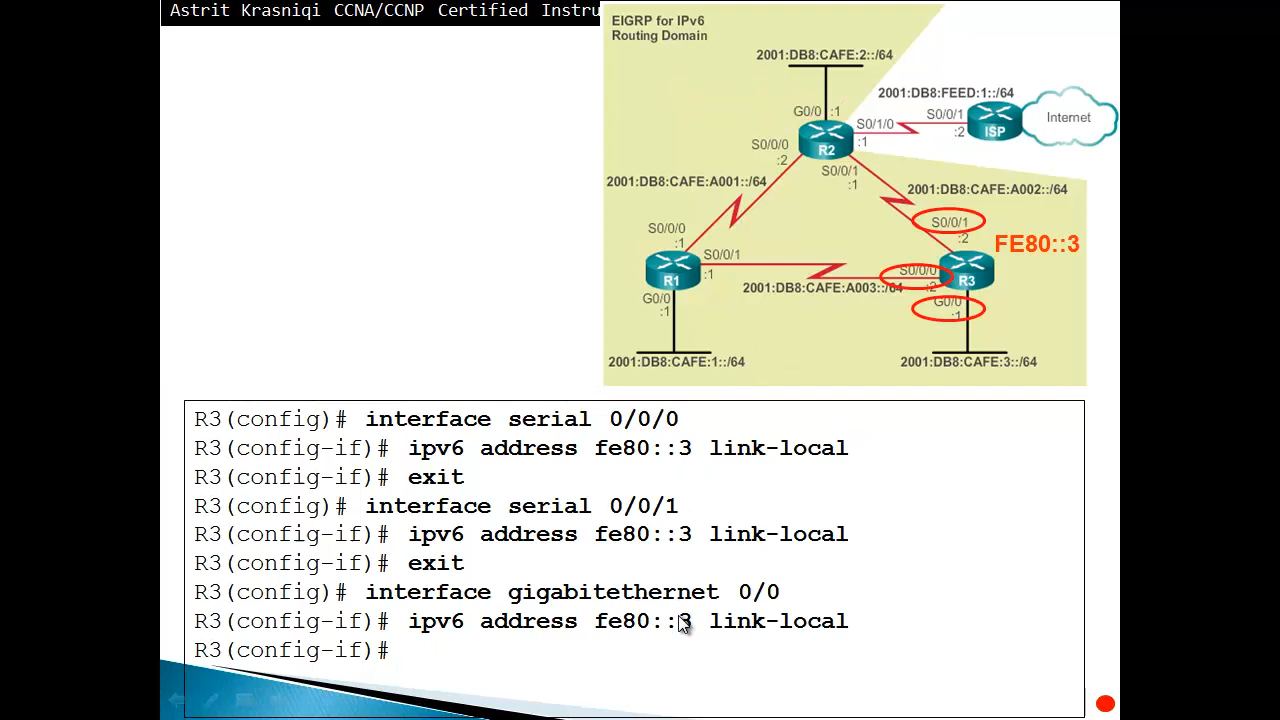 Astrit Krasniqi CCNA/CCNP Certified Instru
EIGRP for IPv6
Routing Domain
2001:DB8:CAFE:2::/64
2001:DB8:FEED:1::/64
G0/0 :1
S0/1/0
:1
S0/0/1
:2
ISP
Internet
R2
S0/0/0
:2
S0/0/1
:1
2001:DB8:CAFE:A001::/64
2001:DB8:CAFE:A002::/64
S0/0/1
:2
FE80::3
S0/0/0
:1
S0/0/1
:1
R1
S0/0/0
:2
R3
2001:DB8:CAFE:A003::/64
G0/0
:1
G0/0
:1
2001:DB8:CAFE:1::/64
2001:DB8:CAFE:3::/64
R3(config)# interface serial 0/0/0
R3(config-if)# ipv6 address fe80::3 link-local
R3(config-if)# exit
R3(config)# interface serial 0/0/1
R3(config-if)# ipv6 address fe80::3 link-local
R3(config-if)# exit
R3(config)# interface gigabitethernet 0/0
R3(config-if)# ipv6 address fe80::3 link-local
R3(config-if)#